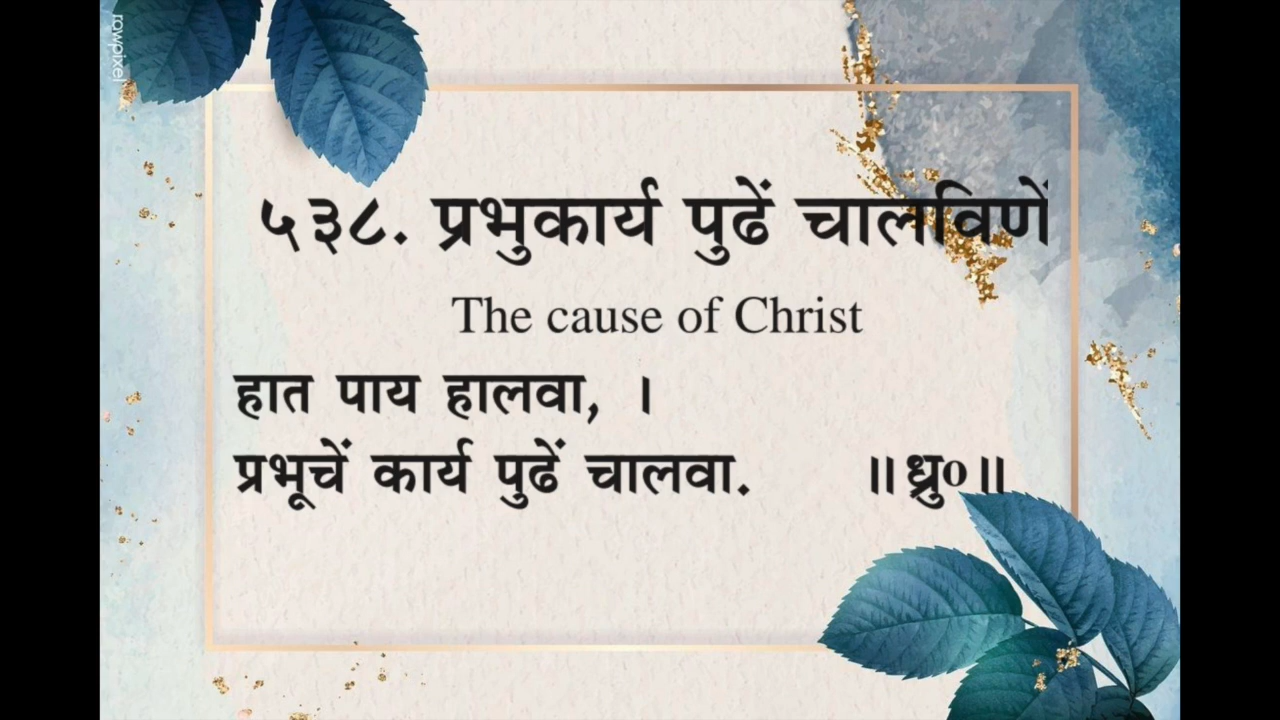 rawpixel
५३८. प्रभुकार्य पुढें चालविणें
The cause of Christ
हात पाय हालवा, ।
प्रभूचें कार्य पुढें चालवा. ॥ ध्रु० ॥